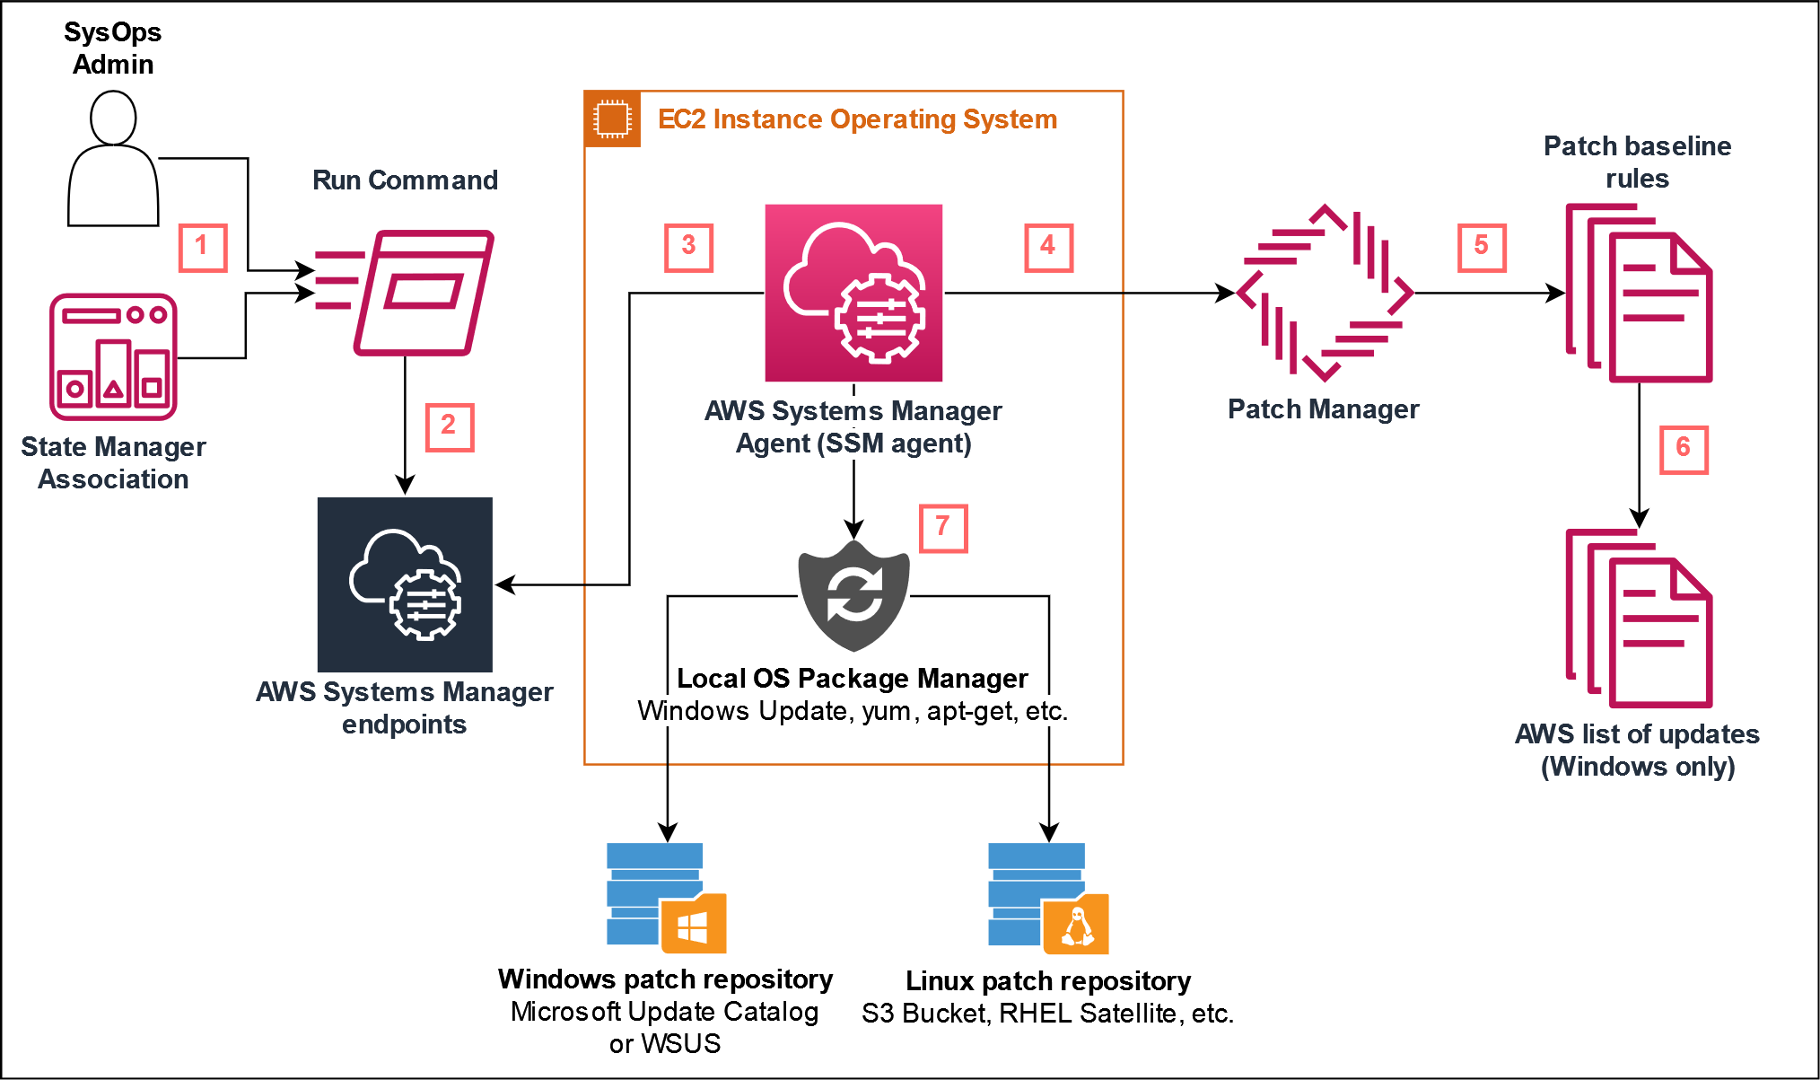 SysOps
Admin
EC2 Instance Operating System
Patch baseline
rules
Run Command
1
3
4
5
AWS Systems Manager
Agent (SSM agent)
Patch Manager
2
State Manager
Association
6
7
AWS Systems Manager
endpoints
Local OS Package Manager
Windows Update, yum, apt-get, etc.
AWS list of updates
(Windows only)
Windows patch repository
Microsoft Update Catalog
or WSUS
Linux patch repository
S3 Bucket, RHEL Satellite, etc.